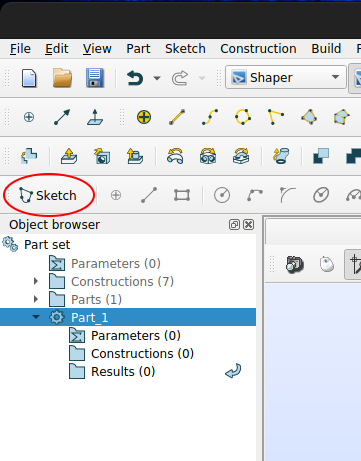 File Edit View Part Sketch Construction Build
Shaper
Sketch
Object browser
Part set
Parameters (0)
Constructions (7)
Parts (1)
Part_1
Parameters (0)
Constructions (0)
Results (0)